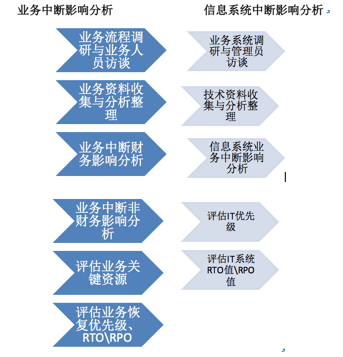 业务中断影响分析
信息系统中断影响分析
业务流程调
研与业务人
员访谈
业务系统调
研与管理员
访谈
业务资料收
集与分析整
理
技术资料收
集与分析整
理
业务中断财
务影响分析
信息系统业
务中断影响
分析
业务中断非
财务影响分
析
评估IT优先
级
评估业务关
键资源
评估IT系统
RTO值\RPO
值
评估业务恢
复优先级、
RTO\RPO